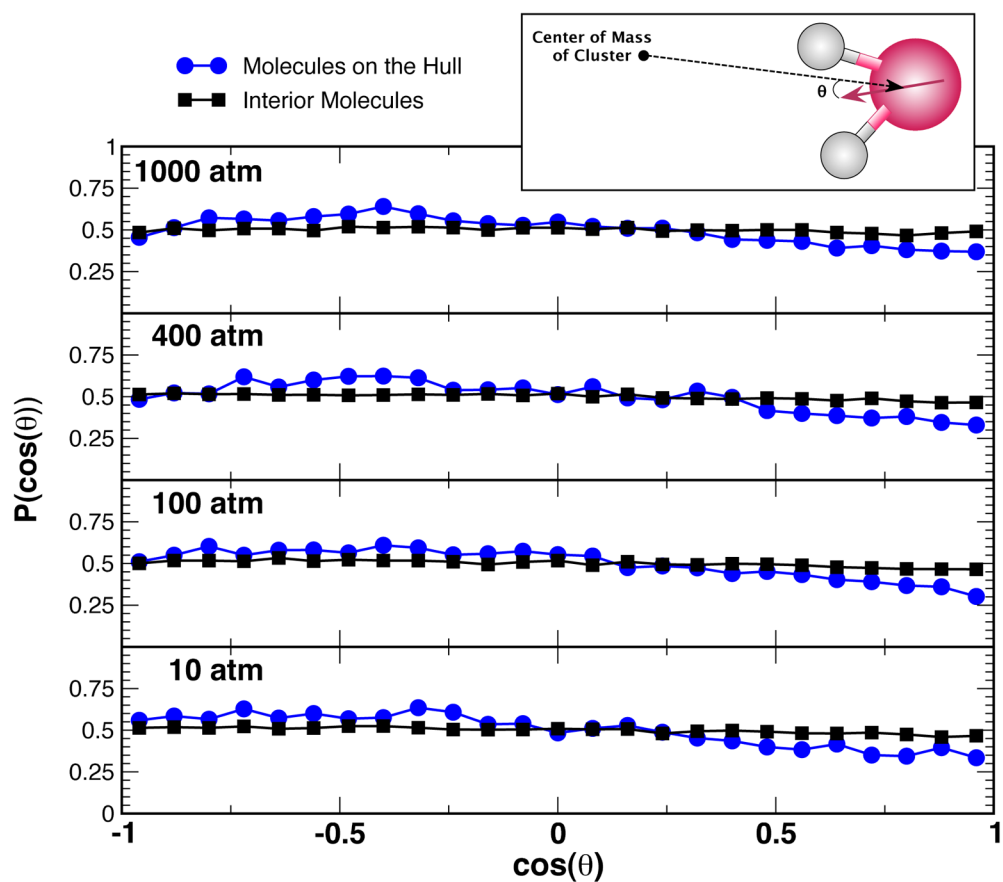 Center of Mass
of Cluster
θ
Molecules on the Hull
Interior Molecules
1
1000 atm
0.75
0.5
0.25
400 atm
0.75
0.5
0.25
100 atm
0.75
0.5
0.25
10 atm
0.75
0.5
0.25
0
P(cos(θ))
-1
-0.5
0
0.5
1
cos(θ)